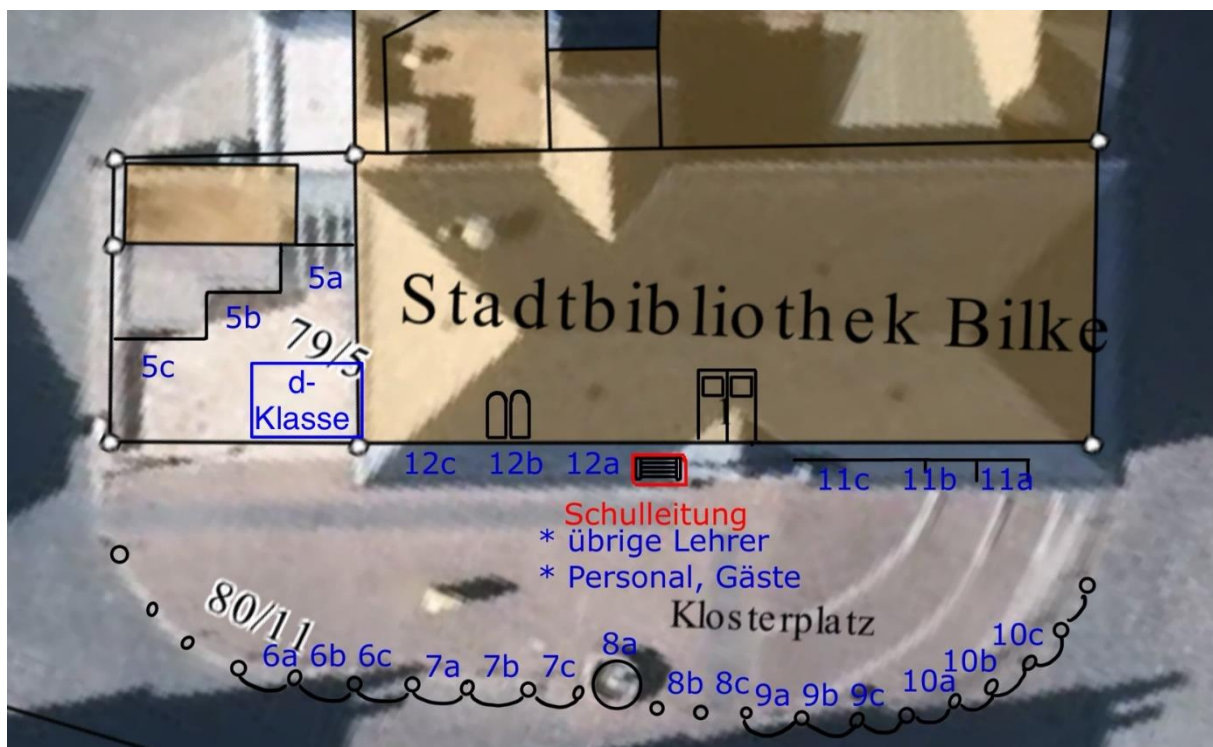 5a
5b
79/5
5c
d-
Klasse
Stadtbibliothek Bilke
12c 12b 12a
11c 11b 11a
Schulleitung
* übrige Lehrer
* Personal, Gäste
80/11
Klosterplatz
6a 6b 6c 7a 7b 7c 8a 8b 8c 9a 9b 9c 10a 10b 10c